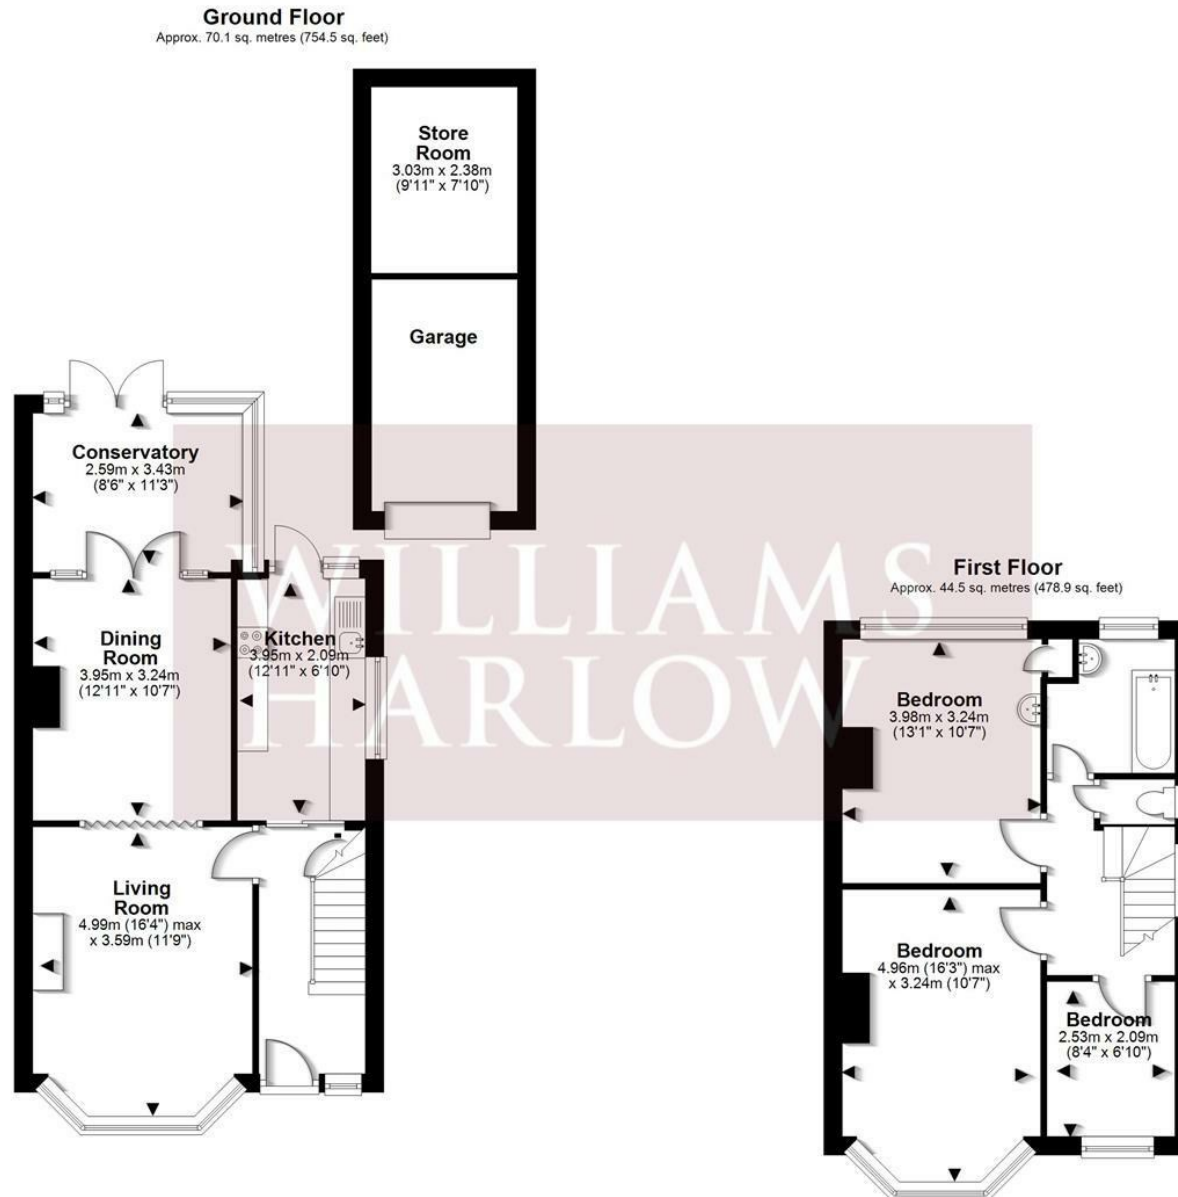 Ground Floor
Approx. 70.1 sq. metres (754.5 sq. feet)
Store
Room
3.03m x 2.38m
(9'11" x 7'10")
Garage
Conservatory
2.59m x 3.43m
(8'6" x 11'3")
Dining
Room
3.95m x 3.24m
(12'11" x 10'7")
Kitchen
3.95m x 2.09m
(12'11" x 6'10")
Living
Room
4.99m (16'4") max
x 3.59m (11'9")
WILLIAMS
HARLOW
First Floor
Approx. 44.5 sq. metres (478.9 sq. feet)
Bedroom
3.98m x 3.24m
(13'1" x 10'7")
Bedroom
4.96m (16'3") max
x 3.24m (10'7")
Bedroom
2.53m x 2.09m
(8'4" x 6'10")